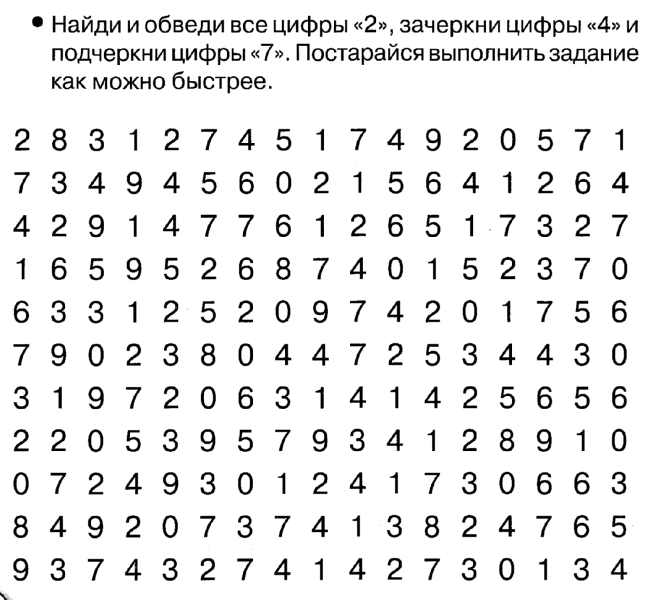 • Найди и обведи все цифры «2», зачеркни цифры «4» и
подчеркни цифры «7». Постарайся выполнить задание
как можно быстрее.
2 8 3 1 2 7 4 5 1 7 4 9 2 0 5 7 1
7 3 4 9 4 5 6 0 2 1 5 6 4 1 2 6 4
4 2 9 1 4 7 7 6 1 2 6 5 1 7 3 2 7
1 6 5 9 5 2 6 8 7 4 0 1 5 2 3 7 0
6 3 3 1 2 5 2 0 9 7 4 2 0 1 7 5 6
7 9 0 2 3 8 0 4 4 7 2 5 3 4 4 3 0
3 1 9 7 2 0 6 3 1 4 1 4 2 5 6 5 6
2 2 0 5 3 9 5 7 9 3 4 1 2 8 9 1 0
0 7 2 4 9 3 0 1 2 4 1 7 3 0 6 6 3
8 4 9 2 0 7 3 7 4 1 3 8 2 4 7 6 5
9 3 7 4 3 2 7 4 1 4 2 7 3 0 1 3 4